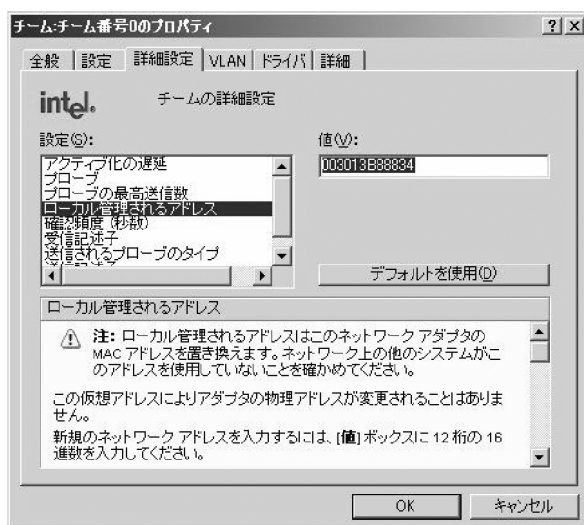 チーム:チーム番号0のプロパティ
? ×
全般 設定 詳細設定 VLAN ドライバ 詳細
intel. チームの詳細設定
設定(S):
値(V):
アクティブ化の遅延
プローブ
プローブの最高送信数
ローカル管理されるアドレス
確認頻度 (秒数)
受信記述子
送信されるプローブのタイプ
003013B38834
デフォルトを使用(D)
ローカル管理されるアドレス
注: ローカル管理されるアドレスはこのネットワーク アダプタの
MAC アドレスを置き換えます。ネットワーク上の他のシステムがこ
のアドレスを使用していないことを確かめてください。
この仮想アドレスによりアダプタの物理アドレスが変更されることはありま
せん。
新規のネットワーク アドレスを入力するには、[値] ボックスに 12 桁の 16
進数を入力してください。
OK キャンセル